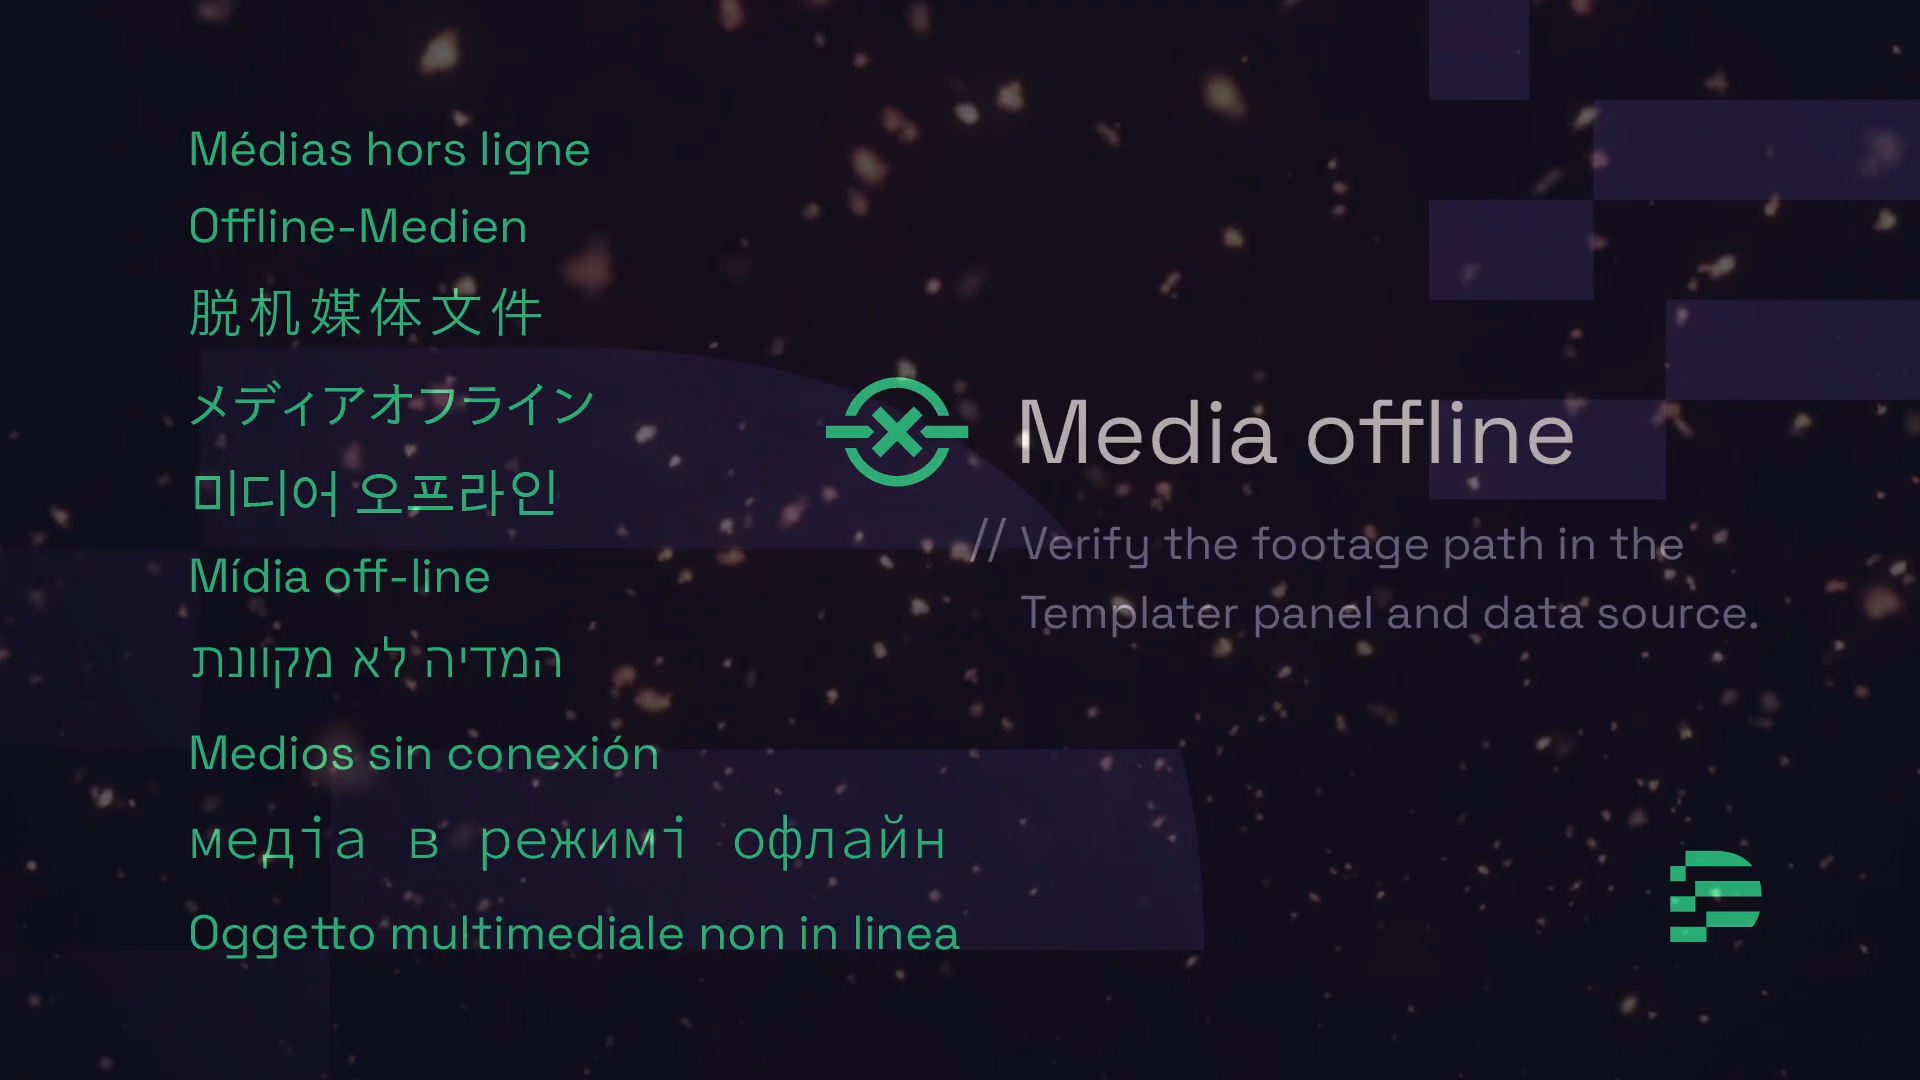 Médias hors ligne
Offline-Medien
脱机媒体文件
メディアオフライン
미디어 오프라인
Mídia off-line
המדיה לא מקוונת
Medios sin conexión
медіа в режимі офлайн
Oggetto multimediale non in linea
Media offline
// Verify the footage path in the
Templater panel and data source.